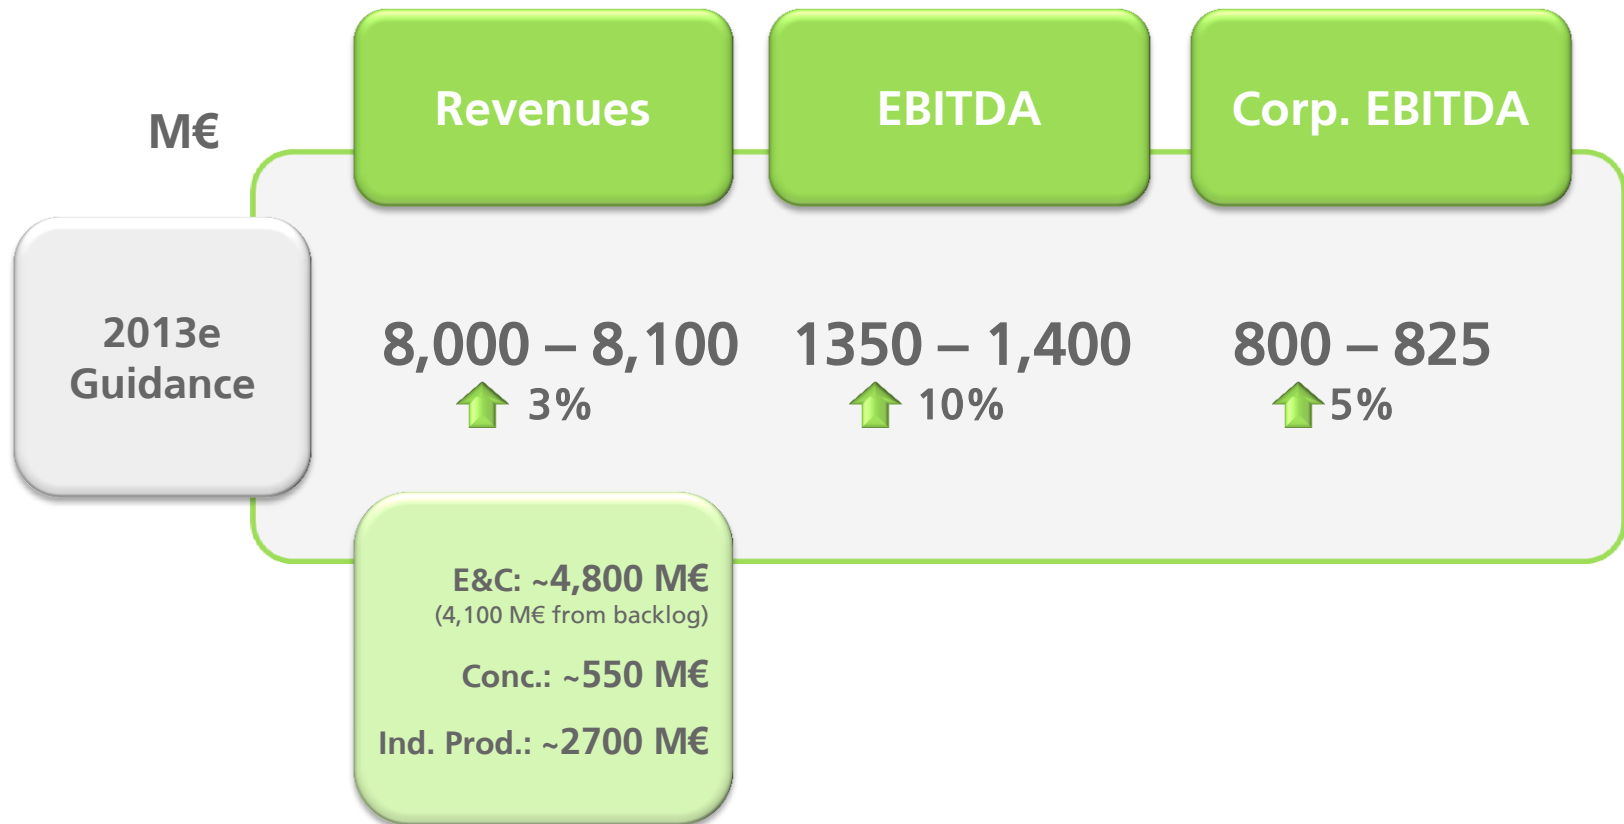 M€
Revenues
EBITDA
Corp. EBITDA
2013e
Guidance
8,000 – 8,100
3%
1350 – 1,400
10%
800 – 825
5%
E&C: ~4,800 M€
(4,100 M€ from backlog)
Conc.: ~550 M€
Ind. Prod.: ~2700 M€